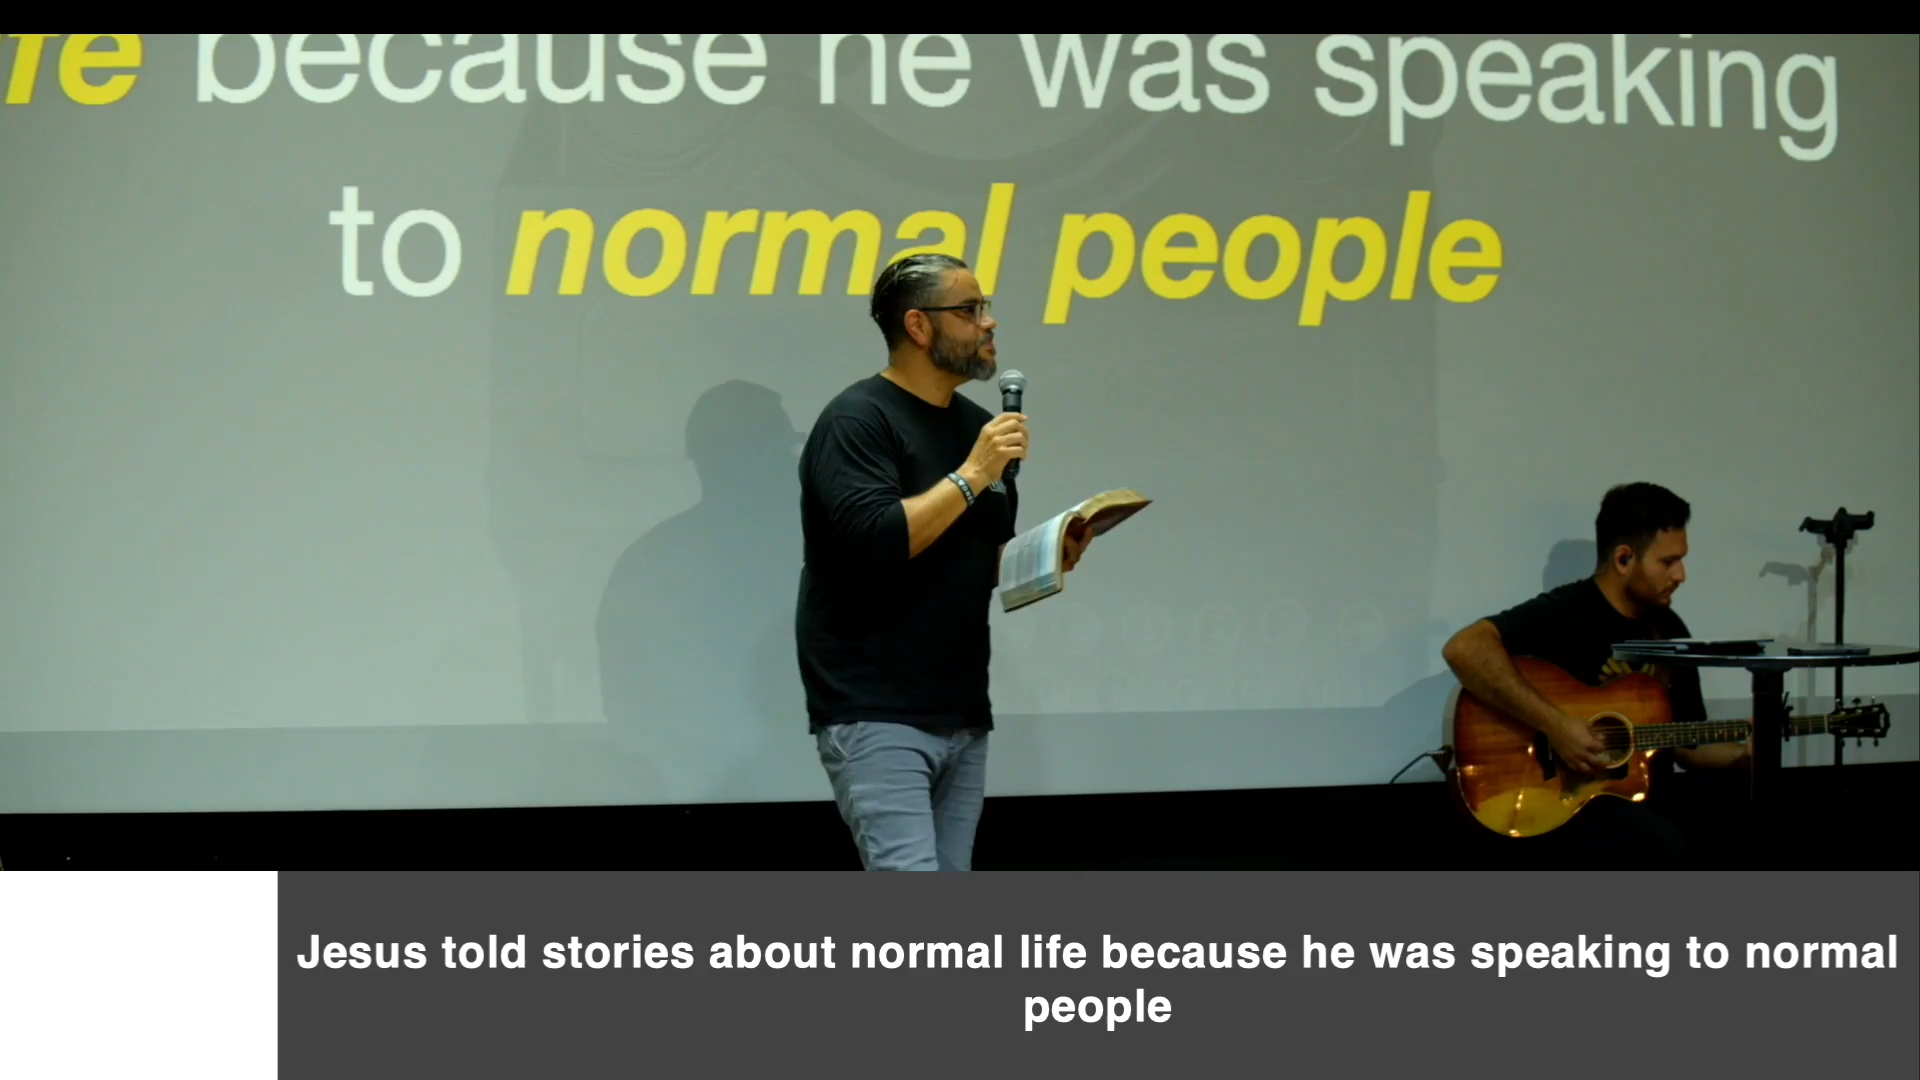 fe because he was speaking
to normal people
Jesus told stories about normal life because he was speaking to normal
people